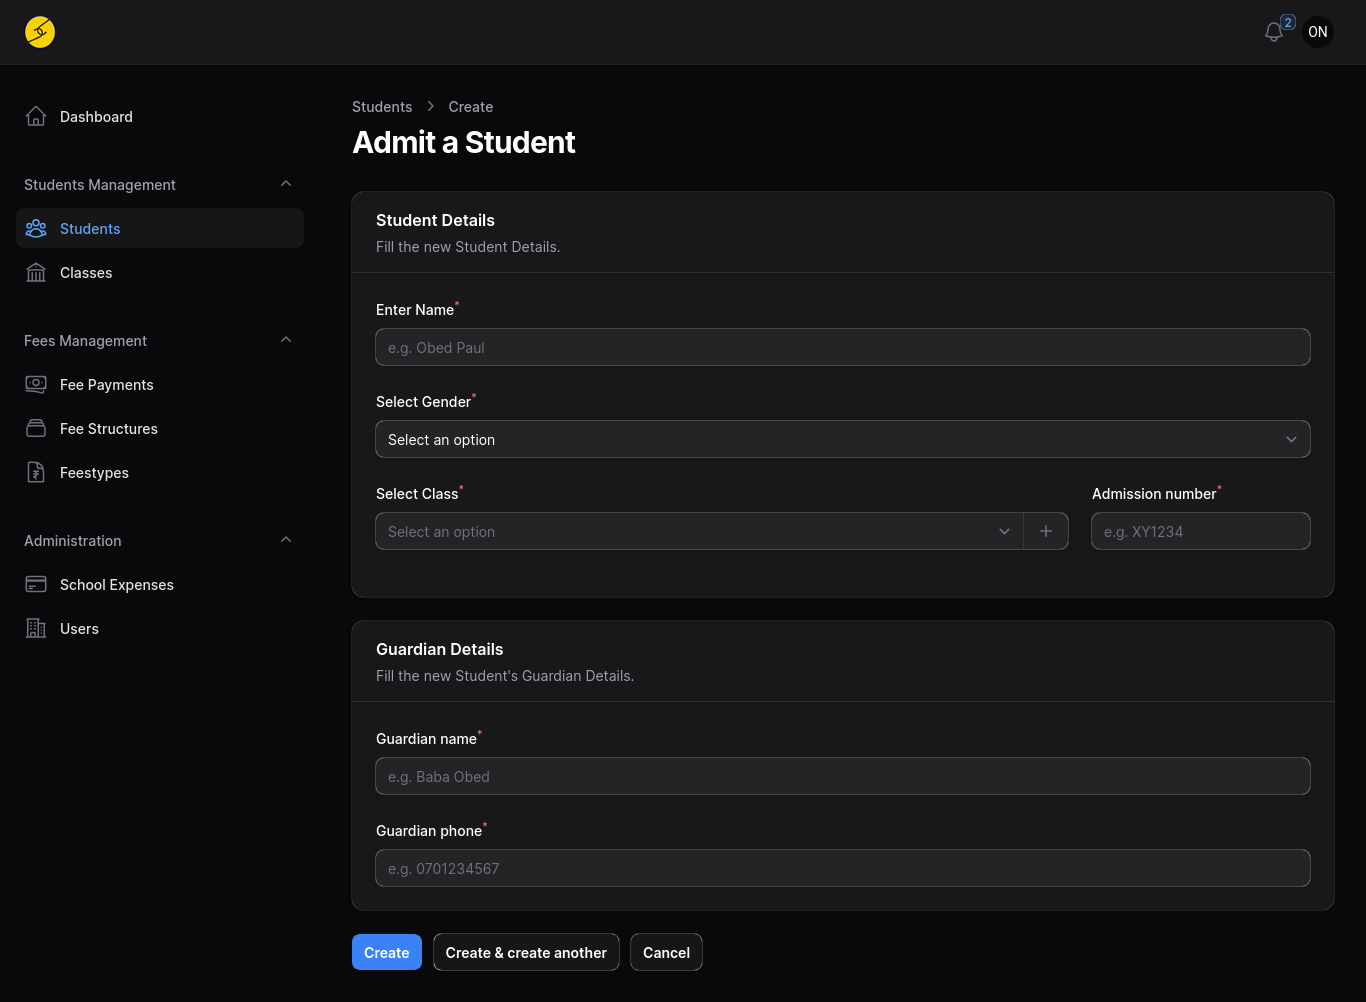 2
ON
Dashboard
Students Management
Students
Classes
Fees Management
Fee Payments
Fee Structures
Feestypes
Administration
School Expenses
Users
Students > Create
Admit a Student
Student Details
Fill the new Student Details.
Enter Name*
e.g. Obed Paul
Select Gender*
Select an option
Select Class* Admission number*
Select an option e.g. XY1234
Guardian Details
Fill the new Student's Guardian Details.
Guardian name*
e.g. Baba Obed
Guardian phone*
e.g. 0701234567
Create Create & create another Cancel